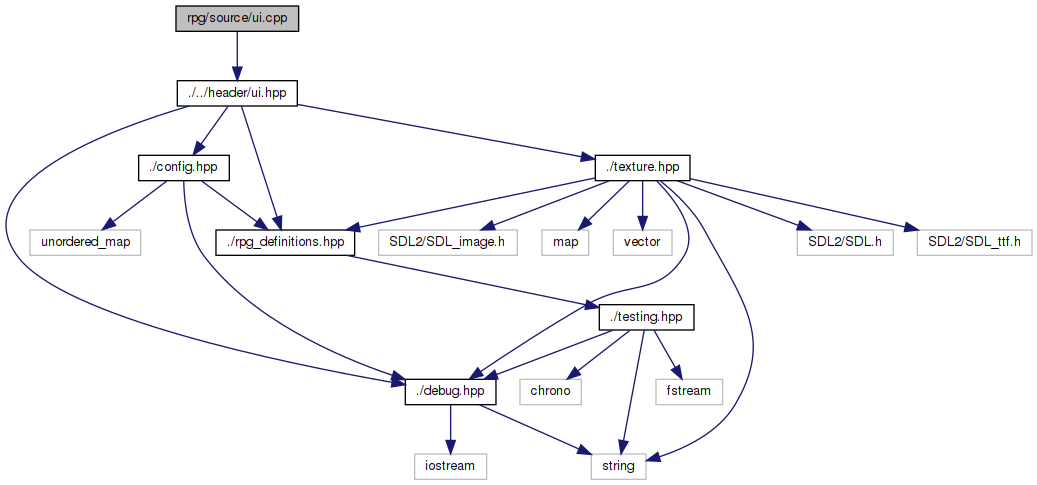 rpg/source/ui.cpp
./../header/ui.hpp
./config.hpp
./texture.hpp
unordered_map
./rpg_definitions.hpp
SDL2/SDL_image.h
map
vector
SDL2/SDL.h
SDL2/SDL_ttf.h
./testing.hpp
./debug.hpp
chrono
fstream
iostream
string